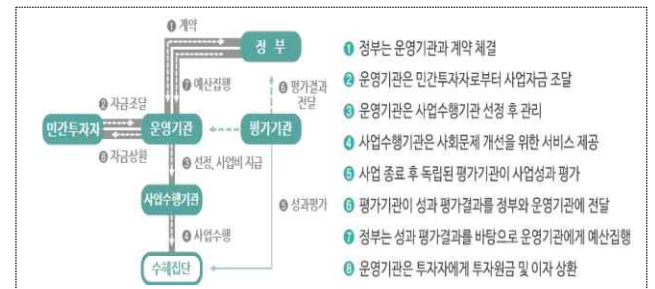 ❶ 계약
정 부
❼ 예산집행
❻ 평가결과
전달
❷ 자금조달
민간투자자
운영기관
평가기관
❽ 자금상환
❸ 선정, 사업비 지급
사업수행기관
❺ 성과평가
❹ 사업수행
수혜집단
❶ 정부는 운영기관과 계약 체결
❷ 운영기관은 민간투자자로부터 사업자금 조달
❸ 운영기관은 사업수행기관 선정 후 관리
❹ 사업수행기관은 사회문제 개선을 위한 서비스 제공
❺ 사업 종료 후 독립된 평가기관이 사업성과 평가
❻ 평가기관이 성과 평가결과를 정부와 운영기관에 전달
❼ 정부는 성과 평가결과를 바탕으로 운영기관에게 예산집행
❽ 운영기관은 투자자에게 투자원금 및 이자 상환